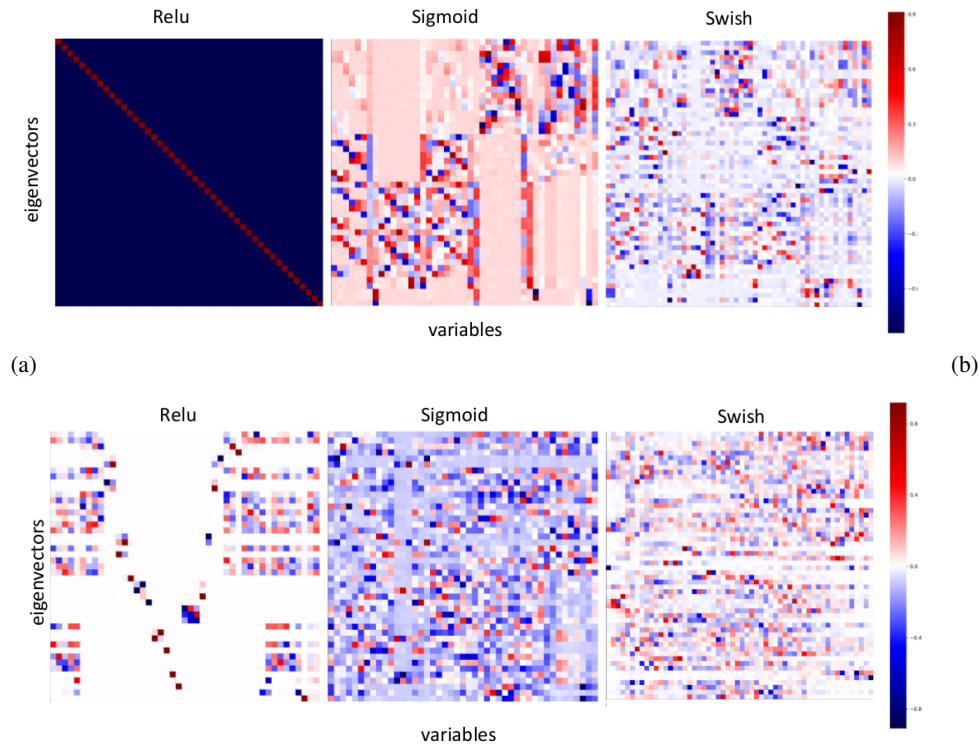 Relu Sigmoid Swish
0.9
0.6
0.3
0.0
eigenvectors
variables
(a) (b)
Relu Sigmoid Swish
0.8
0.4
0.0
−0.4
−0.8
eigenvectors
variables